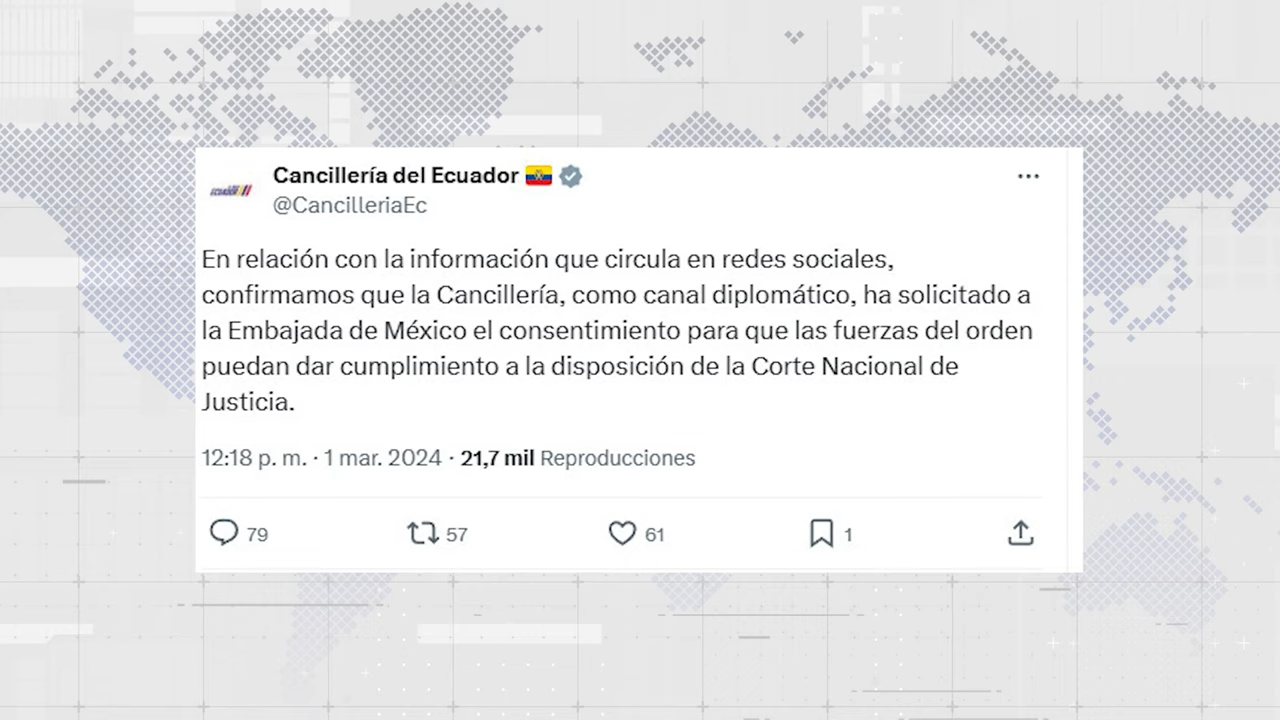 Cancillería del Ecuador
@CancilleriaEc
ECUADOR
En relación con la información que circula en redes sociales,
confirmamos que la Cancillería, como canal diplomático, ha solicitado a
la Embajada de México el consentimiento para que las fuerzas del orden
puedan dar cumplimiento a la disposición de la Corte Nacional de
Justicia.
12:18 p. m. · 1 mar. 2024 · 21,7 mil Reproducciones
79 57 61 1